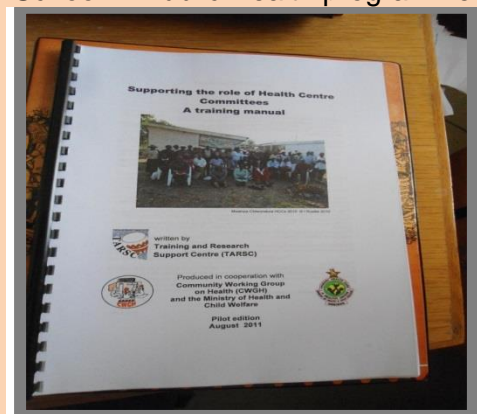 Supporting the role of Health Centre
Committees
A training manual
TARSC
written by
Training and Research
Support Centre (TARSC)
Produced in cooperation with
Community Working Group
on Health (CWGH)
and the Ministry of Health and
Child Welfare
CWGH
Pilot edition
August 2011